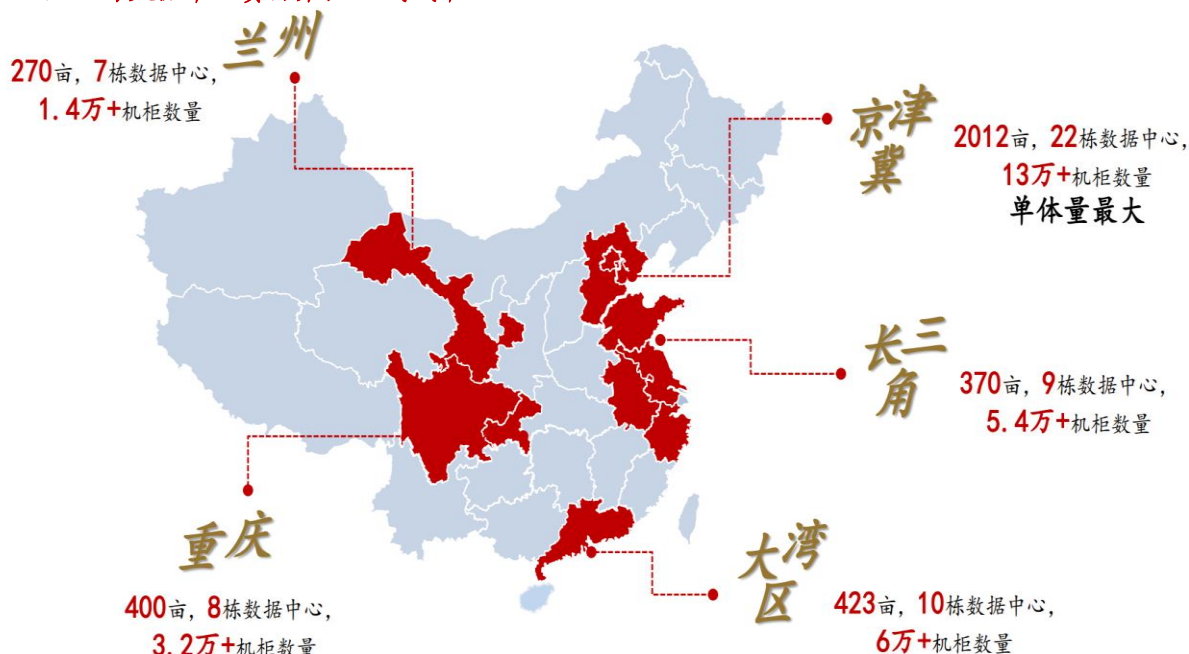 兰州
270亩,7栋数据中心,
1.4万+机柜数量
京津冀
2012亩,22栋数据中心,
13万+机柜数量
单体量最大
长三角
370亩,9栋数据中心,
5.4万+机柜数量
重庆
400亩,8栋数据中心,
3.2万+机柜数量
大湾区
423亩,10栋数据中心,
6万+机柜数量